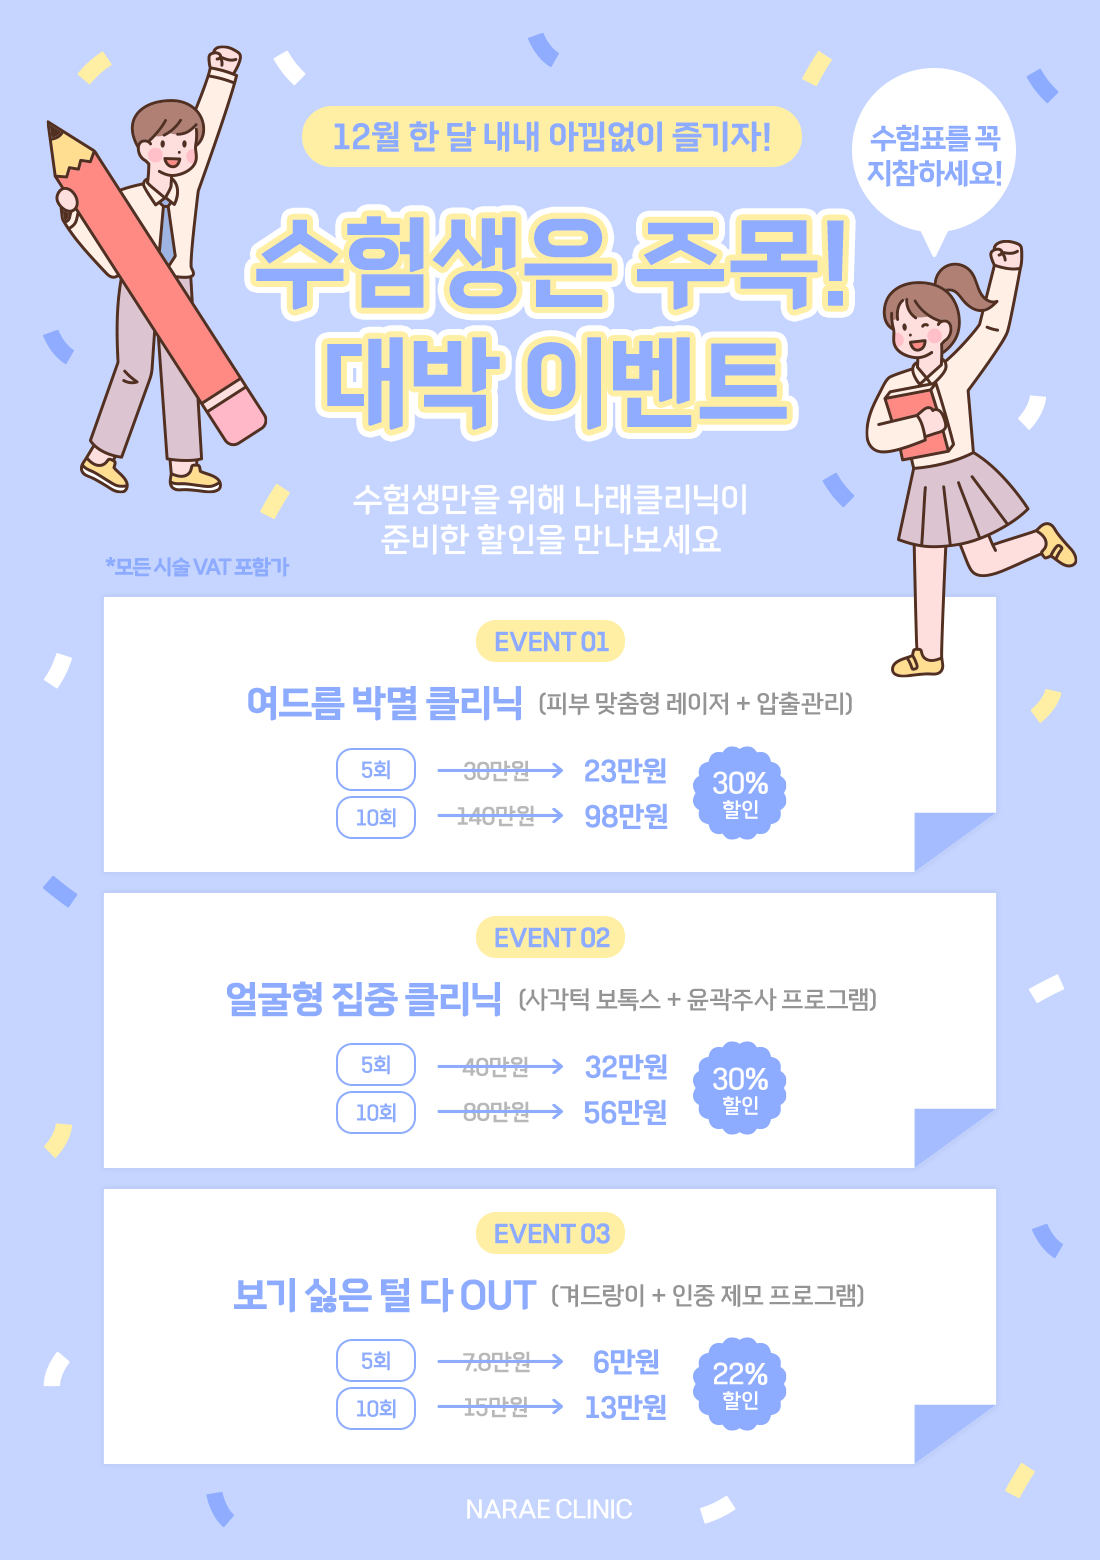 12월 한 달 내내 아낌없이 즐기자!
수험표를 꼭
지참하세요!
수험생은 주목!
대박 이벤트
수험생만을 위해 나래클리닉이
준비한 할인을 만나보세요
*모든 시술 VAT 포함가
EVENT 01
여드름 박멸 클리닉 (피부 맞춤형 레이저 + 압출관리)
5회 30만원 23만원
10회 140만원 98만원
30%
할인
EVENT 02
얼굴형 집중 클리닉 (사각턱 보톡스 + 윤곽주사 프로그램)
5회 40만원 32만원
10회 80만원 56만원
30%
할인
EVENT 03
보기 싫은 털 다 OUT (겨드랑이 + 인중 제모 프로그램)
5회 7.8만원 6만원
10회 15만원 13만원
22%
할인
NARAE CLINIC